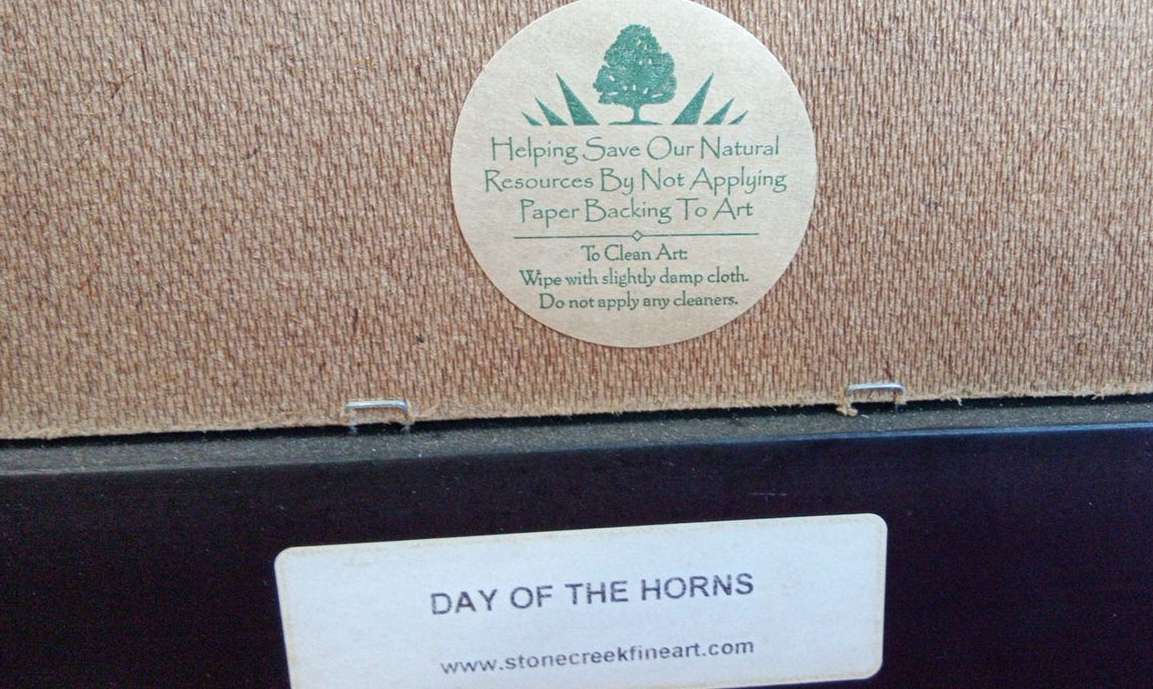 Helping Save Our Natural
Resources By Not Applying
Paper Backing To Art
To Clean Art:
Wipe with slightly damp cloth.
Do not apply any cleaners.
DAY OF THE HORNS
www.stonecreekfineart.com